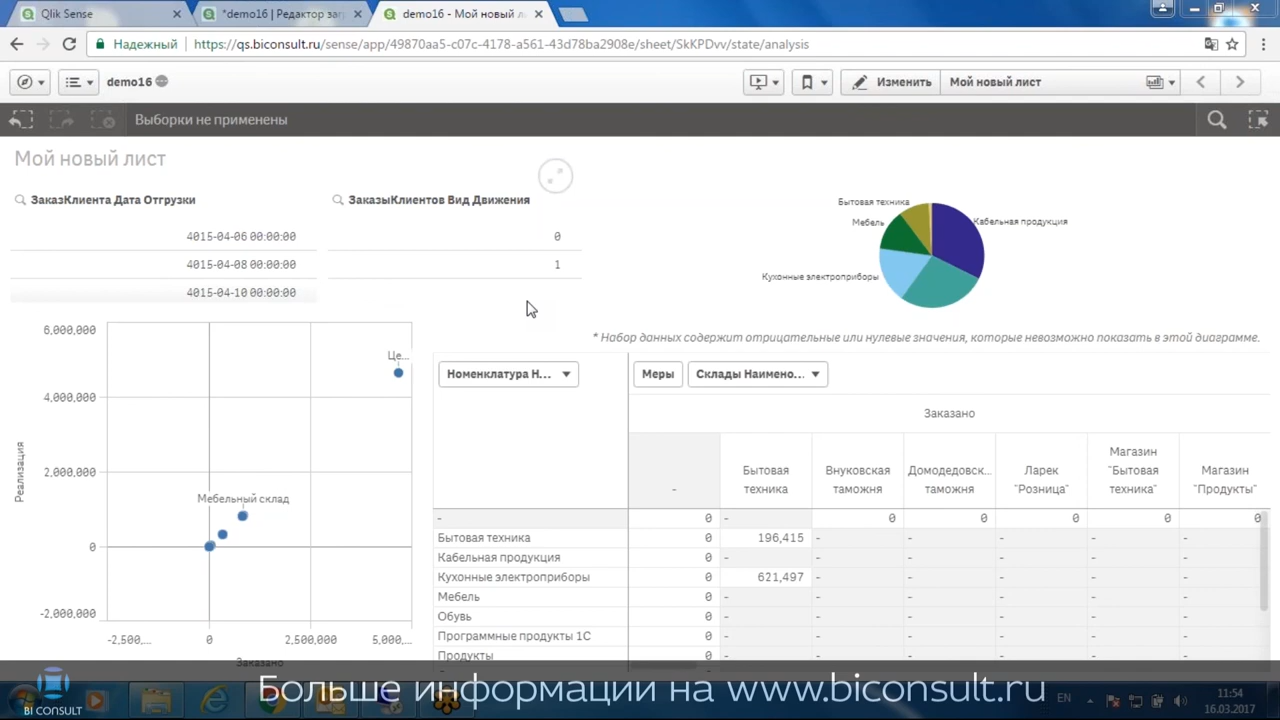 Qlik Sense
*demo16 | Редактор загр
demo16 - Мой новый л
Надежный
https://qs.biconsult.ru/sense/app/49870aa5-c07c-4178-a561-43d78ba2908e/sheet/SkKPDvv/state/analysis
demo16
Изменить
Мой новый лист
Выборки не применены
Мой новый лист
ЗаказКлиента Дата Отгрузки
4015-04-06 00:00:00
4015-04-08 00:00:00
4015-04-10 00:00:00
ЗаказыКлиентов Вид Движения
0
1
Бытовая техника
Мебель
Кабельная продукция
Кухонные электроприборы
* Набор данных содержит отрицательные или нулевые значения, которые невозможно показать в этой диаграмме.
Реализация
6,000,000
4,000,000
2,000,000
0
-2,000,000
Це...
Мебельный склад
-2,500,... 0 2,500,000 5,000,...
Заказано
Номенклатура Н...
Меры
Склады Наимено...
Заказано
-
Бытовая техника
Внуковская таможня
Домодедовск... таможня
Ларек "Розница"
Магазин "Бытовая техника"
Магазин "Продукты"
- 0 - 0 0 0 0 0
Бытовая техника 0 196,415 - - - - -
Кабельная продукция 0 - - - - - -
Кухонные электроприборы 0 621,497 - - - - -
Мебель 0 - - - - - -
Обувь 0 - - - - - -
Программные продукты 1С 0 - - - - - -
Продукты 0 - - - - - -
Больше информации на www.biconsult.ru
BI CONSULT
EN
11:54
16.03.2017